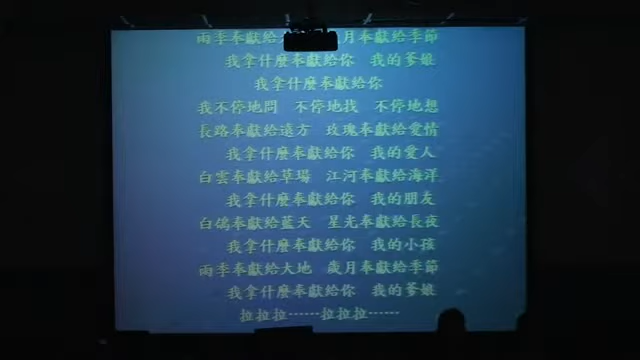 雨季奉獻給 月奉獻給季節
我拿什麼奉獻給你 我的爹娘
我拿什麼奉獻給你
我不停地問 不停地找 不停地想
長路奉獻給遠方 玫瑰奉獻給愛情
我拿什麼奉獻給你 我的愛人
白雲奉獻給草場 江河奉獻給海洋
我拿什麼奉獻給你 我的朋友
白鴿奉獻給藍天 星光奉獻給長夜
我拿什麼奉獻給你 我的小孩
雨季奉獻給大地 歲月奉獻給季節
我拿什麼奉獻給你 我的爹娘
拉拉拉……拉拉拉……